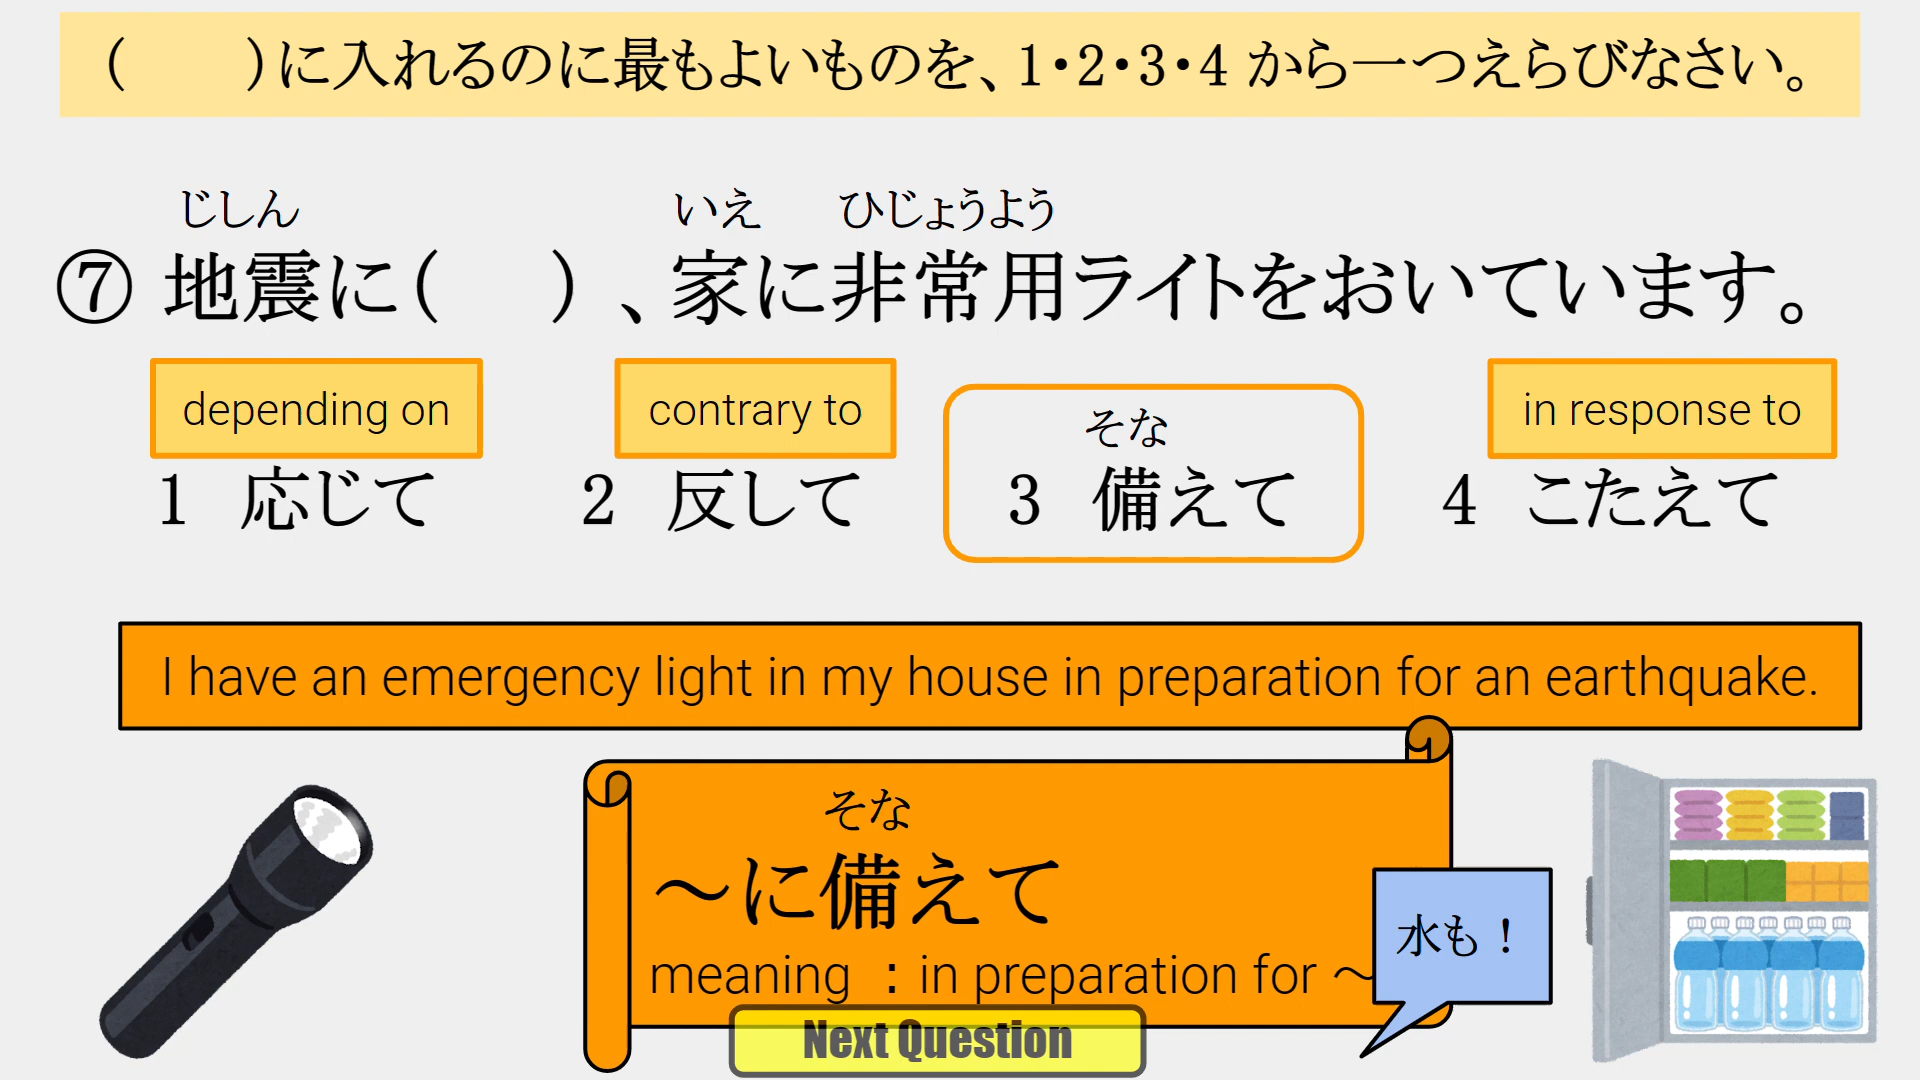 (　　)に入れるのに最もよいものを、1・2・3・4 から一つえらびなさい。
じしん　いえ　ひじょうよう
⑦ 地震に(　　)、家に非常用ライトをおいています。
depending on　contrary to　in response to
そな
1 応じて　2 反して　3 備えて　4 こたえて
I have an emergency light in my house in preparation for an earthquake.
そな
～に備えて
水も！
meaning ：in preparation for ～
Next Question